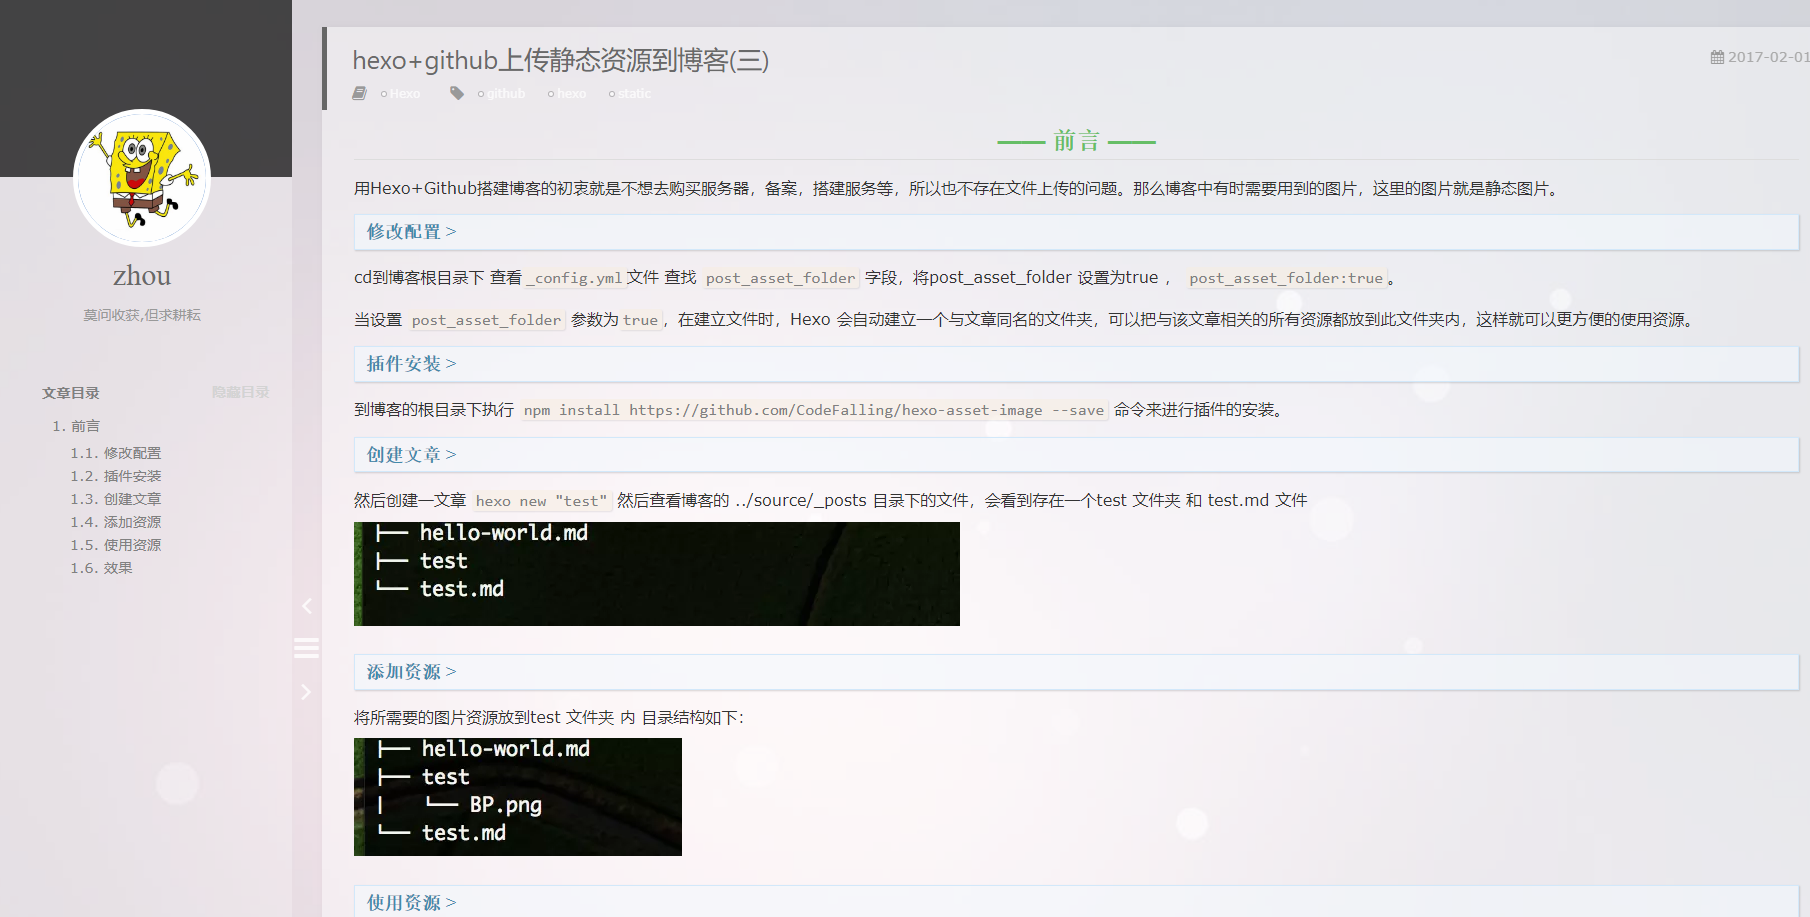 zhou
莫问收获,但求耕耘
文章目录 隐藏目录
1. 前言
1.1. 修改配置
1.2. 插件安装
1.3. 创建文章
1.4. 添加资源
1.5. 使用资源
1.6. 效果
hexo+github上传静态资源到博客(三)
2017-02-01
Hexo github hexo static
前言
用Hexo+Github搭建博客的初衷就是不想去购买服务器，备案，搭建服务等，所以也不存在文件上传的问题。那么博客中有时需要用到的图片，这里的图片就是静态图片。
修改配置 >
cd到博客根目录下 查看 _config.yml 文件 查找 post_asset_folder 字段，将post_asset_folder 设置为true ， post_asset_folder:true 。
当设置 post_asset_folder 参数为 true ，在建立文件时，Hexo 会自动建立一个与文章同名的文件夹，可以把与该文章相关的所有资源都放到此文件夹内，这样就可以更方便的使用资源。
插件安装 >
到博客的根目录下执行 npm install https://github.com/CodeFalling/hexo-asset-image --save 命令来进行插件的安装。
创建文章 >
然后创建一文章 hexo new "test" 然后查看博客的 ../source/_posts 目录下的文件，会看到存在一个test 文件夹 和 test.md 文件
├── hello-world.md
├── test
└── test.md
添加资源 >
将所需要的图片资源放到test 文件夹 内 目录结构如下：
├── hello-world.md
├── test
|   └── BP.png
└── test.md
使用资源 >